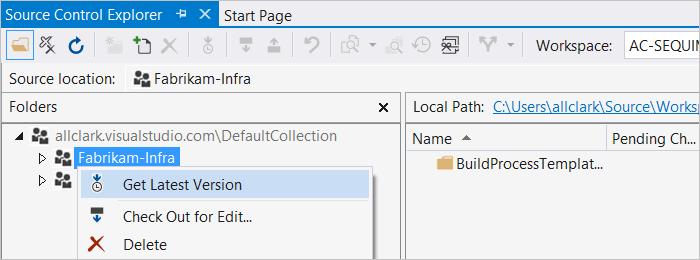 Source Control Explorer
Start Page
Workspace: AC-SEQUIM
Source location: Fabrikam-Infra
Folders
Local Path: C:\Users\allclark\Source\Worksp
allclark.visualstudio.com\DefaultCollection
Name
Pending Ch...
Fabrikam-Infra
BuildProcessTemplat...
Get Latest Version
Check Out for Edit...
Delete